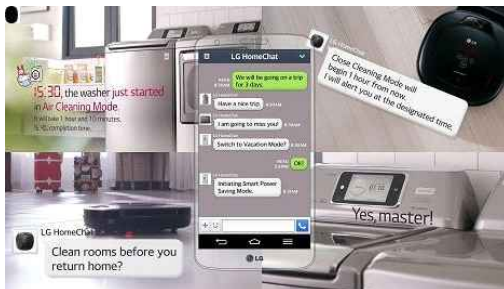 15:30, the washer just started
in Air Cleaning Mode.
It will take 1 hour and 10 minutes.
completion time.
LG HomeChat
We will be going on a trip
for 3 days.
Have a nice trip.
I am going to miss you!
Switch to Vacation Mode?
OK!
Initiating Smart Power
Saving Mode.
LG
LG HomeChat
Close Cleaning Mode will
begin 1 hour from now.
I will alert you at the designated time.
LG HomeChat
Clean rooms before you
return home?
Yes, master!